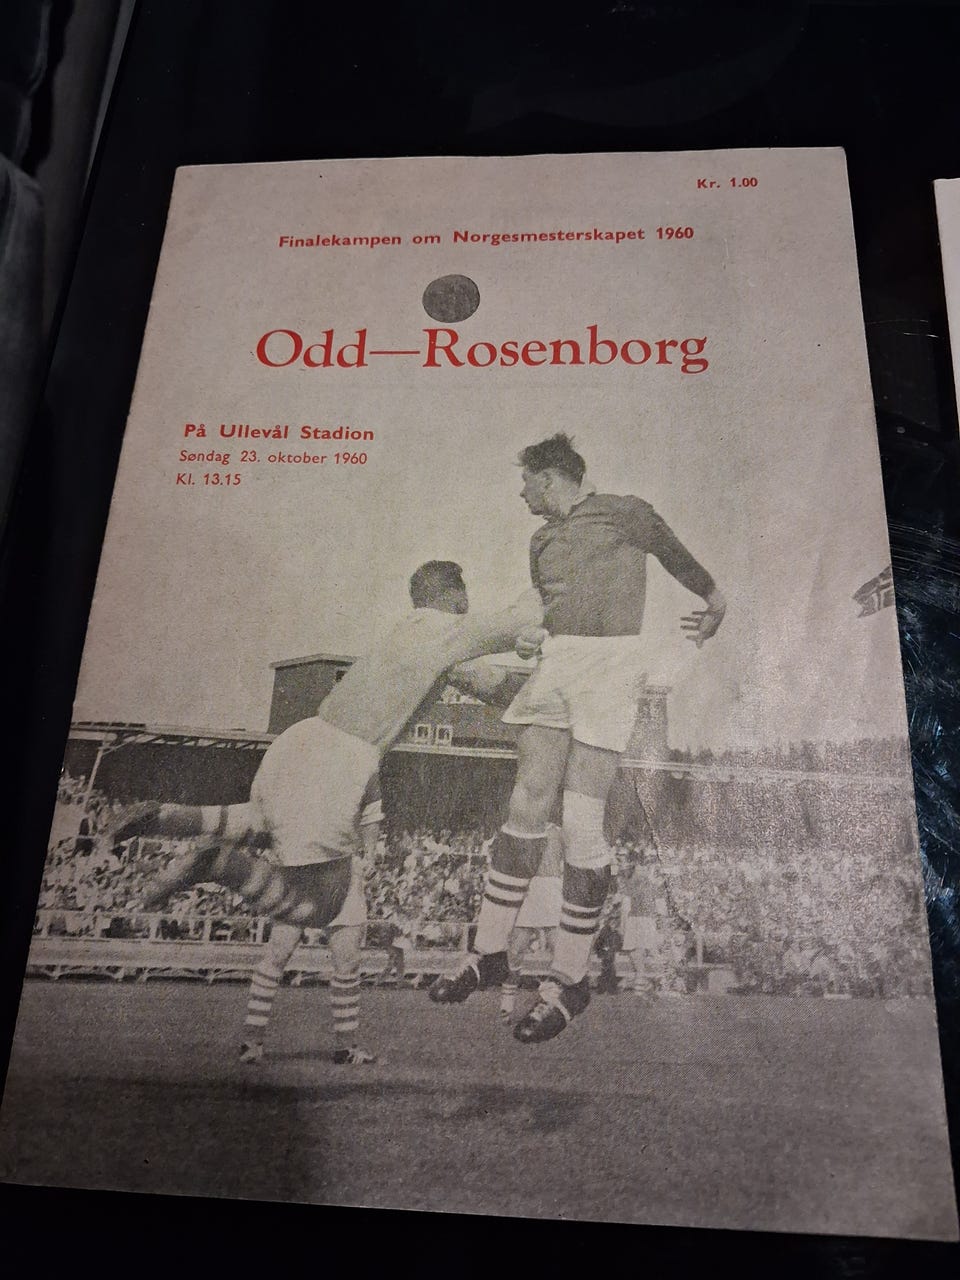 Kr. 1.00
Finalekampen om Norgesmesterskapet 1960
Odd—Rosenborg
På Ullevål Stadion
Søndag 23. oktober 1960
Kl. 13.15